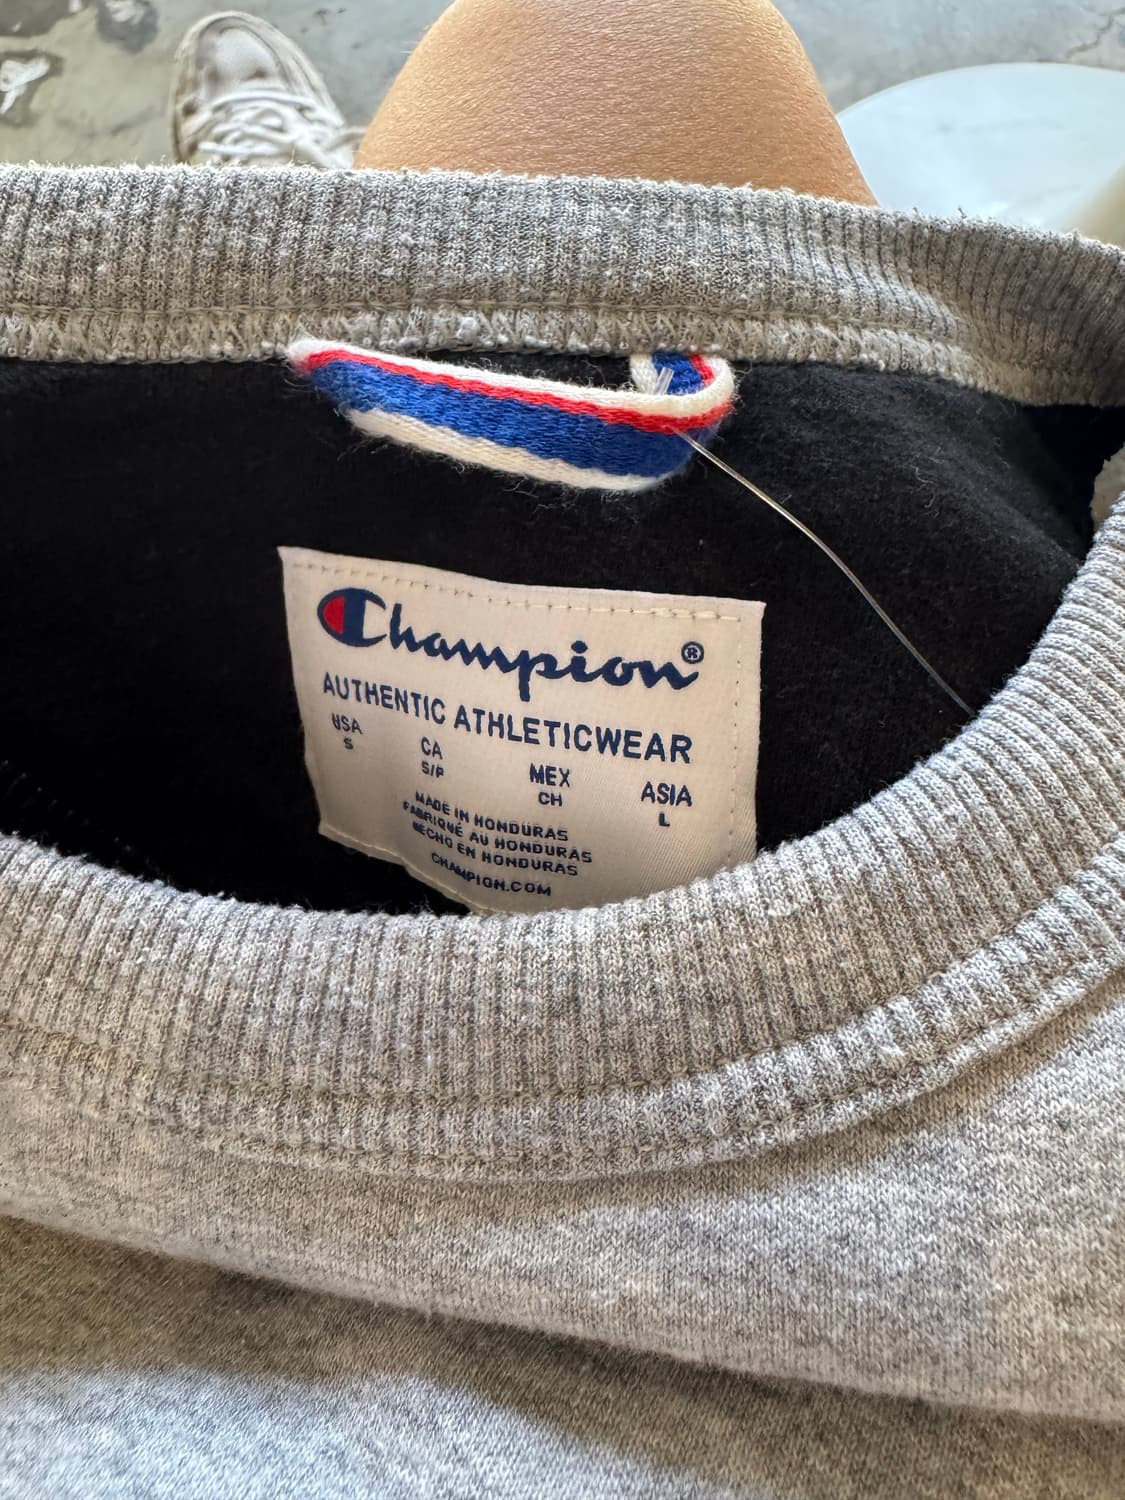 Champion®
AUTHENTIC ATHLETICWEAR
USA CA MEX ASIA
S S/P CH L
MADE IN HONDURAS
FABRIQUÉ AU HONDURAS
HECHO EN HONDURAS
CHAMPION.COM